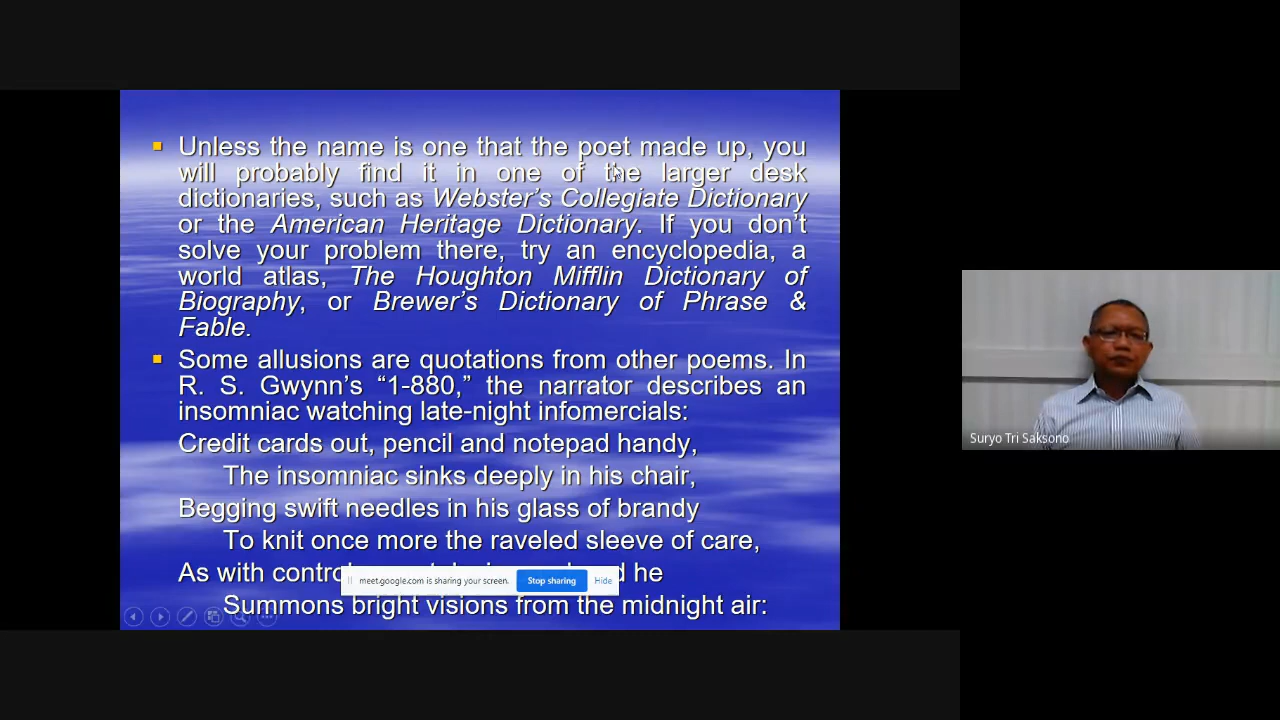 Unless the name is one that the poet made up, you
will probably find it in one of the larger desk
dictionaries, such as Webster's Collegiate Dictionary
or the American Heritage Dictionary. If you don't
solve your problem there, try an encyclopedia, a
world atlas, The Houghton Mifflin Dictionary of
Biography, or Brewer's Dictionary of Phrase &
Fable.
Some allusions are quotations from other poems. In
R. S. Gwynn's “1-880,” the narrator describes an
insomniac watching late-night infomercials:
Credit cards out, pencil and notepad handy,
The insomniac sinks deeply in his chair,
Begging swift needles in his glass of brandy
To knit once more the raveled sleeve of care,
As with he
meet.google.com is sharing your screen. Stop sharing Hide
Summons bright visions from the midnight air:
Suryo Tri Saksono